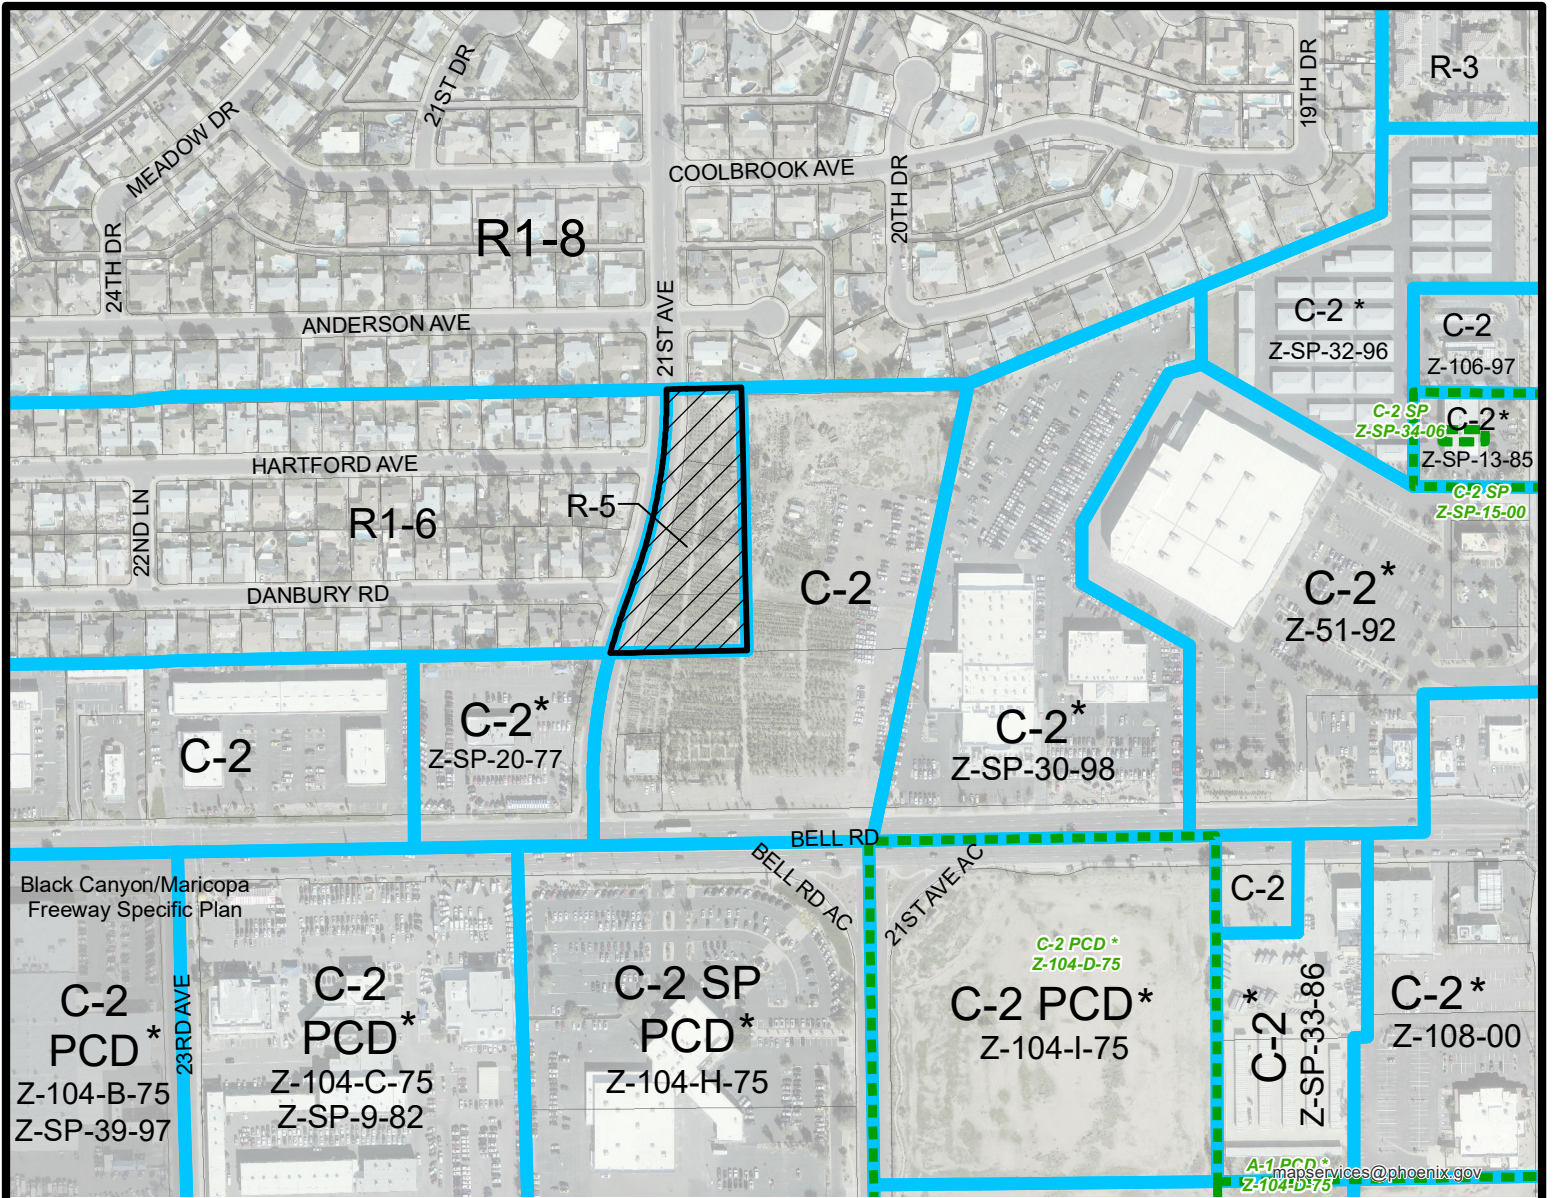 R-3
21ST DR
19TH DR
MEADOW DR
COOLBROOK AVE
20TH DR
R1-8
24TH DR
21ST AVE
ANDERSON AVE
C-2 *
Z-SP-32-96
C-2
Z-106-97
C-2 SP
Z-SP-34-06
C-2*
Z-SP-13-85
C-2 SP
Z-SP-15-00
HARTFORD AVE
22ND LN
R1-6
R-5
DANBURY RD
C-2
C-2*
Z-51-92
C-2
C-2*
Z-SP-20-77
C-2*
Z-SP-30-98
BELL RD
BELL RD AC
21ST AVE AC
Black Canyon/Maricopa
Freeway Specific Plan
C-2
C-2 PCD *
Z-104-D-75
C-2
PCD*
Z-104-B-75
Z-SP-39-97
23RD AVE
C-2
PCD*
Z-104-C-75
Z-SP-9-82
C-2 SP
PCD*
Z-104-H-75
C-2 PCD*
Z-104-I-75
C-2 *
Z-SP-33-86
C-2*
Z-108-00
A-1 PCD *
Z-104-D-75
mapservices@phoenix.gov